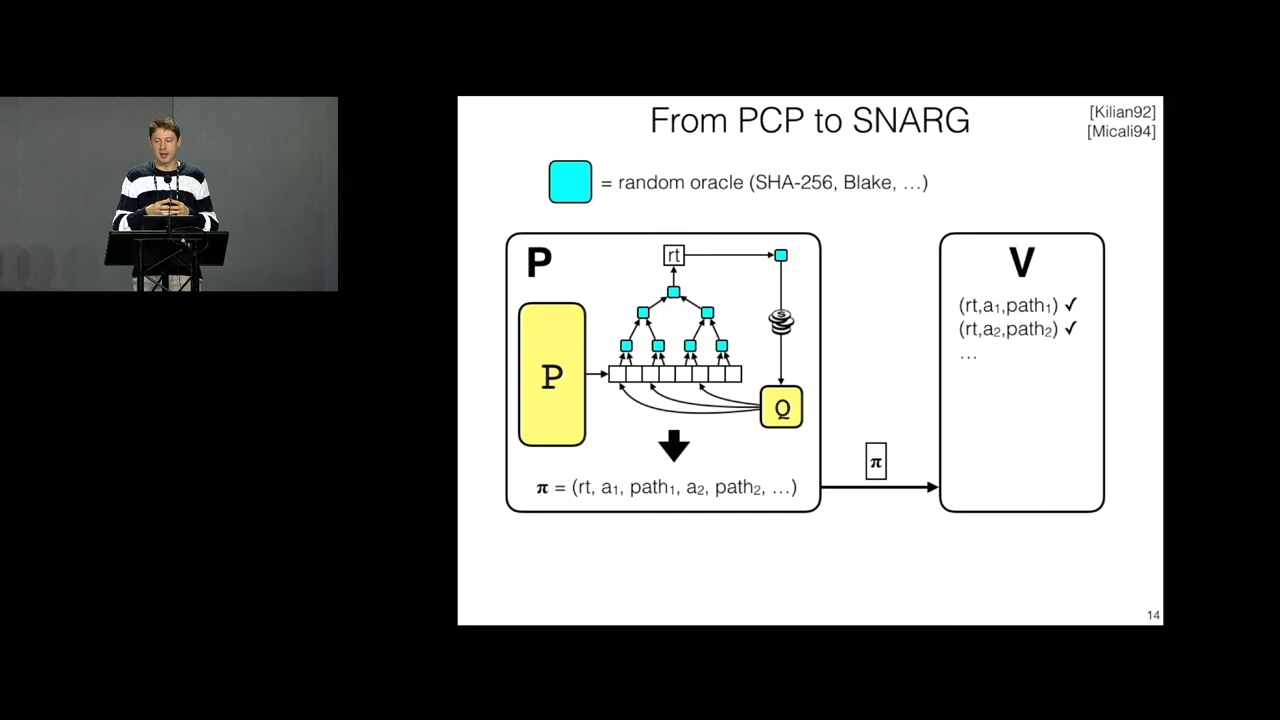 From PCP to SNARG
[Kilian92]
[Micali94]
= random oracle (SHA-256, Blake, …)
P
rt
P
Q
π = (rt, a₁, path₁, a₂, path₂, …)
π
V
(rt,a₁,path₁) ✓
(rt,a₂,path₂) ✓
…
14